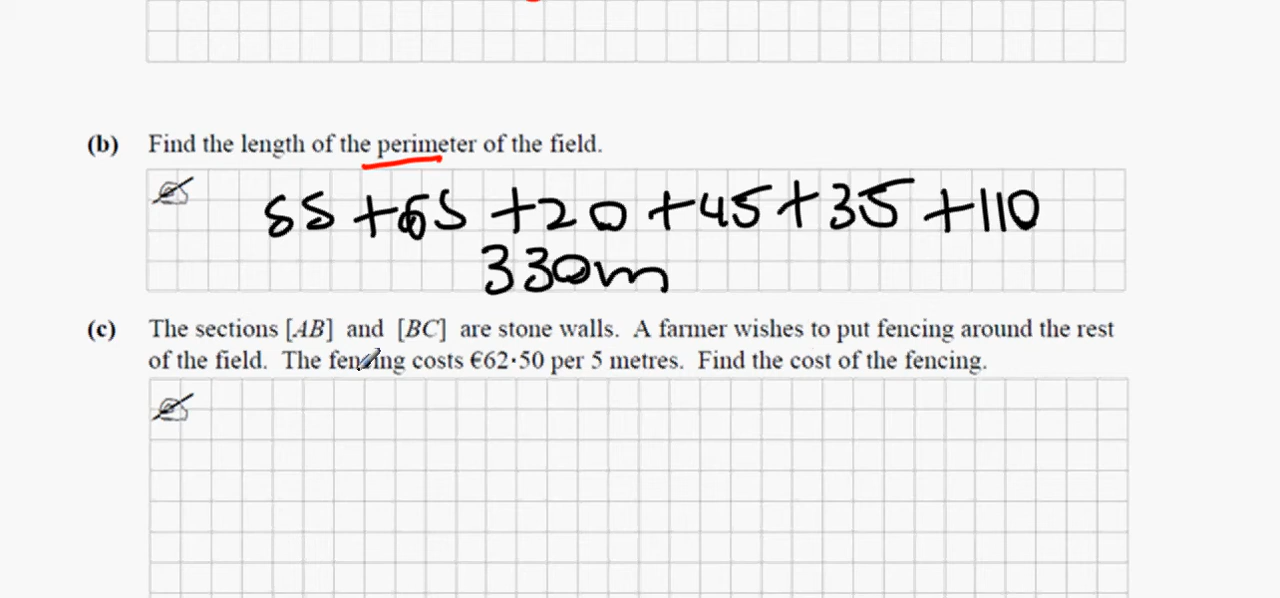 (b) Find the length of the perimeter of the field.
55 + 65 + 20 + 45 + 35 + 110
330m
(c) The sections [AB] and [BC] are stone walls. A farmer wishes to put fencing around the rest
of the field. The fencing costs €62·50 per 5 metres. Find the cost of the fencing.